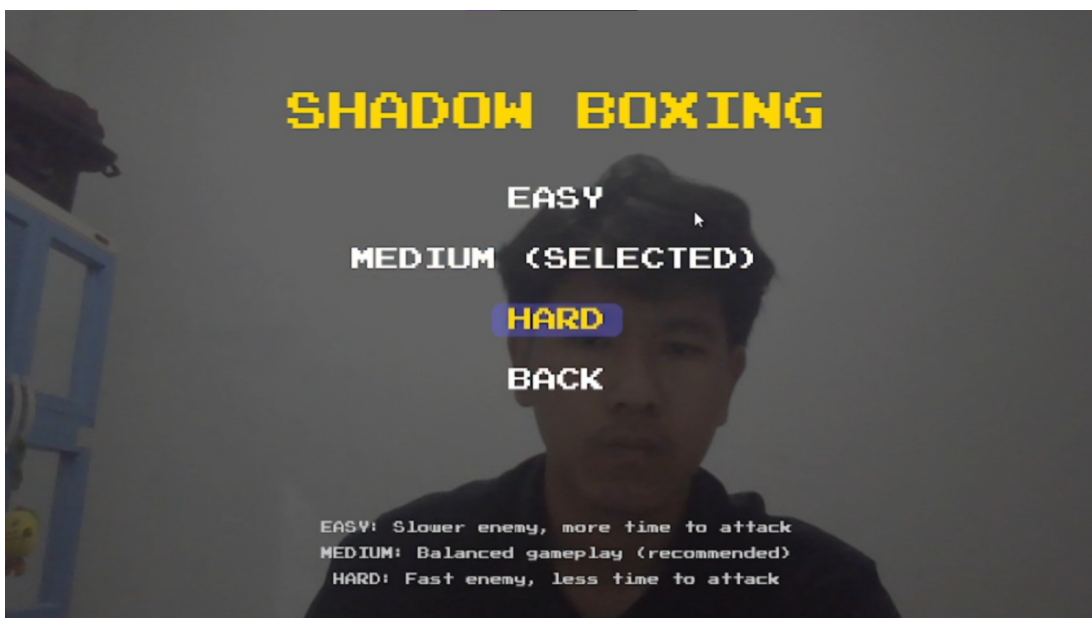 SHADOW BOXING
EASY
MEDIUM (SELECTED)
HARD
BACK
EASY: Slower enemy, more time to attack
MEDIUM: Balanced gameplay (recommended)
HARD: Fast enemy, less time to attack